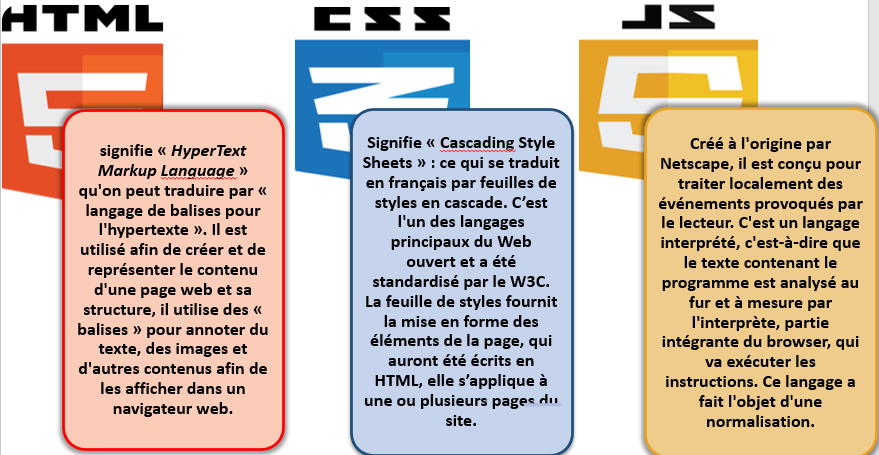 HTML
CSS
JS
signifie « HyperText
Markup Language »
qu'on peut traduire par «
langage de balises pour
l'hypertexte ». Il est
utilisé afin de créer et de
représenter le contenu
d'une page web et sa
structure, il utilise des «
balises » pour annoter du
texte, des images et
d'autres contenus afin de
les afficher dans un
navigateur web.
Signifie « Cascading Style
Sheets » : ce qui se traduit
en français par feuilles de
styles en cascade. C’est
l'un des langages
principaux du Web
ouvert et a été
standardisé par le W3C.
La feuille de styles fournit
la mise en forme des
éléments de la page, qui
auront été écrits en
HTML, elle s’applique à
une ou plusieurs pages du
site.
Créé à l'origine par
Netscape, il est conçu pour
traiter localement des
événements provoqués par
le lecteur. C'est un langage
interprété, c'est-à-dire que
le texte contenant le
programme est analysé au
fur et à mesure par
l'interprète, partie
intégrante du browser, qui
va exécuter les
instructions. Ce langage a
fait l'objet d'une
normalisation.